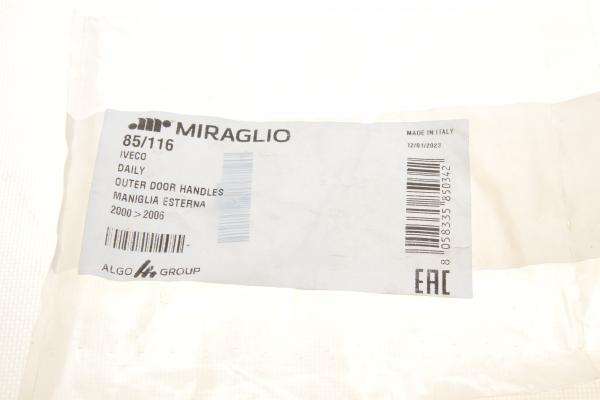 MIRAGLIO
85/116
IVECO
DAILY
OUTER DOOR HANDLES
MANIGLIA ESTERNA
2000 > 2006
ALGO GROUP
MADE IN ITALY
12/01/2023
8 058335 850342
EAC